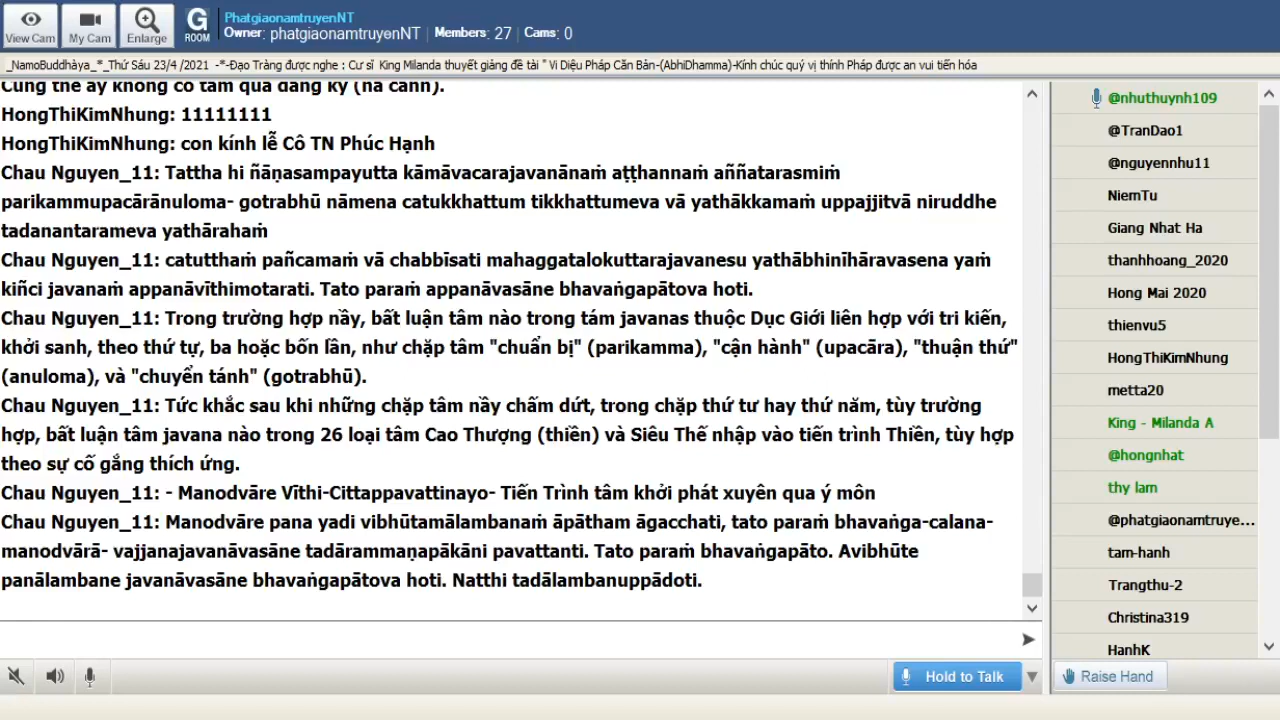 View Cam
My Cam
Enlarge
G
ROOM
PhatgiaonamtruyenNT
Owner: phatgiaonamtruyenNT | Members: 27 | Cams: 0
_NamoBuddhàya_*_Thứ Sáu 23/4 /2021 -*-Đạo Tràng được nghe : Cư sĩ King Milanda thuyết giảng đề tài " Vi Diệu Pháp Căn Bản-(AbhiDhamma)-Kính chúc quý vị thính Pháp được an vui tiến hóa
Cũng thế ấy không có tâm quả đăng ký (na cảnh).
HongThiKimNhung: 11111111
HongThiKimNhung: con kính lễ Cô TN Phúc Hạnh
Chau Nguyen_11: Tattha hi ñāṇasampayutta kāmāvacarajavanānaṁ aṭṭhannaṁ aññatarasmiṁ
parikammupacārānuloma- gotrabhū nāmena catukkhattum tikkhattumeva vā yathākkamaṁ uppajjitvā niruddhe
tadanantarameva yathārahaṁ
Chau Nguyen_11: catutthaṁ pañcamaṁ vā chabbīsati mahaggatalokuttarajavanesu yathābhinīhāravasena yaṁ
kiñci javanaṁ appanāvīthimotarati. Tato paraṁ appanāvasāne bhavaṅgapātova hoti.
Chau Nguyen_11: Trong trường hợp nầy, bất luận tâm nào trong tám javanas thuộc Dục Giới liên hợp với tri kiến,
khởi sanh, theo thứ tự, ba hoặc bốn lần, như chặp tâm "chuẩn bị" (parikamma), "cận hành" (upacāra), "thuận thứ"
(anuloma), và "chuyển tánh" (gotrabhū).
Chau Nguyen_11: Tức khắc sau khi những chặp tâm nầy chấm dứt, trong chặp thứ tư hay thứ năm, tùy trường
hợp, bất luận tâm javana nào trong 26 loại tâm Cao Thượng (thiền) và Siêu Thế nhập vào tiến trình Thiền, tùy hợp
theo sự cố gắng thích ứng.
Chau Nguyen_11: - Manodvāre Vīthi-Cittappavattinayo- Tiến Trình tâm khởi phát xuyên qua ý môn
Chau Nguyen_11: Manodvāre pana yadi vibhūtamālambanaṁ āpātham āgacchati, tato paraṁ bhavaṅga-calana-
manodvārā- vajjanajavanāvasāne tadārammaṇapākāni pavattanti. Tato paraṁ bhavaṅgapāto. Avibhūte
panālambane javanāvasāne bhavaṅgapātova hoti. Natthi tadālambanuppādoti.
@nhuthuynh109
@TranDao1
@nguyennhu11
NiemTu
Giang Nhat Ha
thanhhoang_2020
Hong Mai 2020
thienvu5
HongThiKimNhung
metta20
King - Milanda A
@hongnhat
thy lam
@phatgiaonamtruye...
tam-hanh
Trangthu-2
Christina319
HanhK
Hold to Talk
Raise Hand